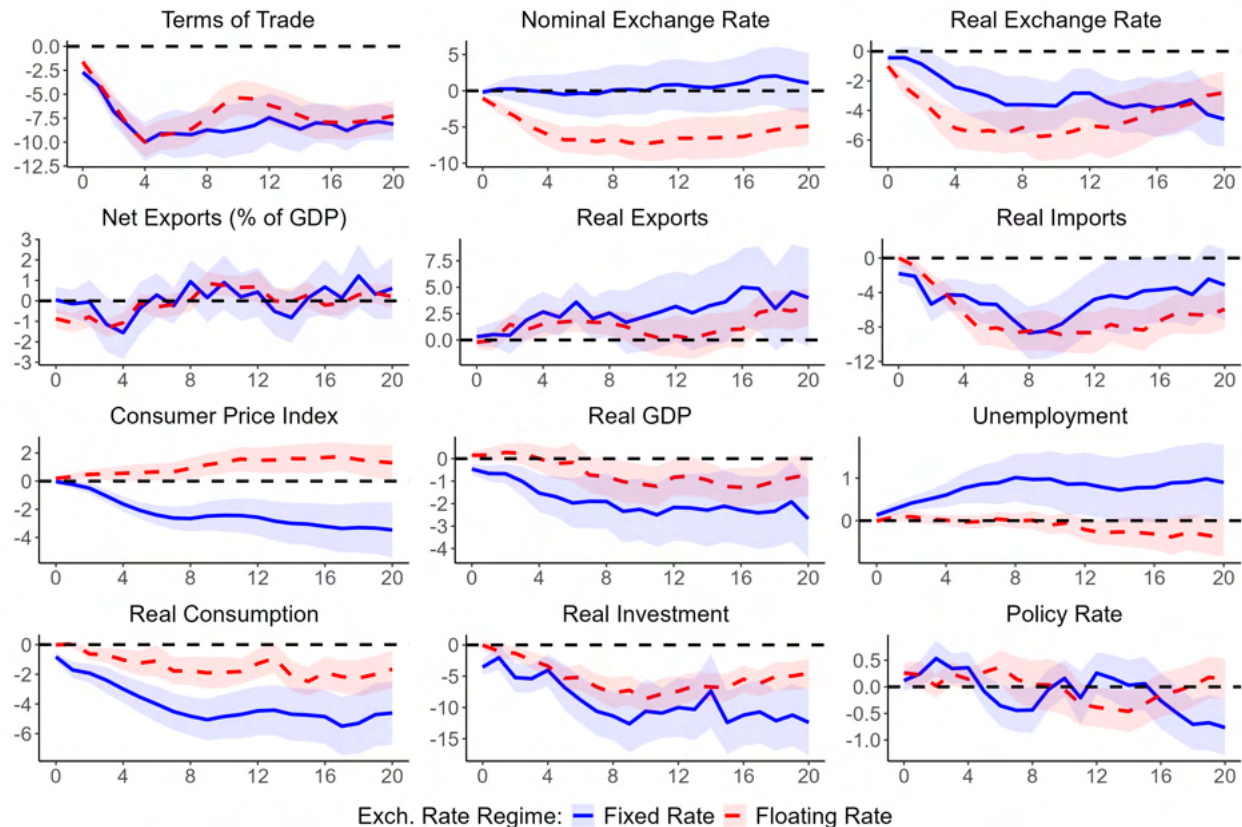 Terms of Trade
0.0
-2.5
-5.0
-7.5
-10.0
-12.5
0 4 8 12 16 20
Nominal Exchange Rate
5
0
-5
-10
0 4 8 12 16 20
Real Exchange Rate
0
-2
-4
-6
0 4 8 12 16 20
Net Exports (% of GDP)
3
2
1
0
-1
-2
-3
0 4 8 12 16 20
Real Exports
7.5
5.0
2.5
0.0
0 4 8 12 16 20
Real Imports
0
-4
-8
-12
0 4 8 12 16 20
Consumer Price Index
2
0
-2
-4
0 4 8 12 16 20
Real GDP
0
-1
-2
-3
-4
0 4 8 12 16 20
Unemployment
1
0
0 4 8 12 16 20
Real Consumption
0
-2
-4
-6
0 4 8 12 16 20
Real Investment
0
-5
-10
-15
0 4 8 12 16 20
Policy Rate
0.5
0.0
-0.5
-1.0
0 4 8 12 16 20
Exch. Rate Regime: Fixed Rate Floating Rate